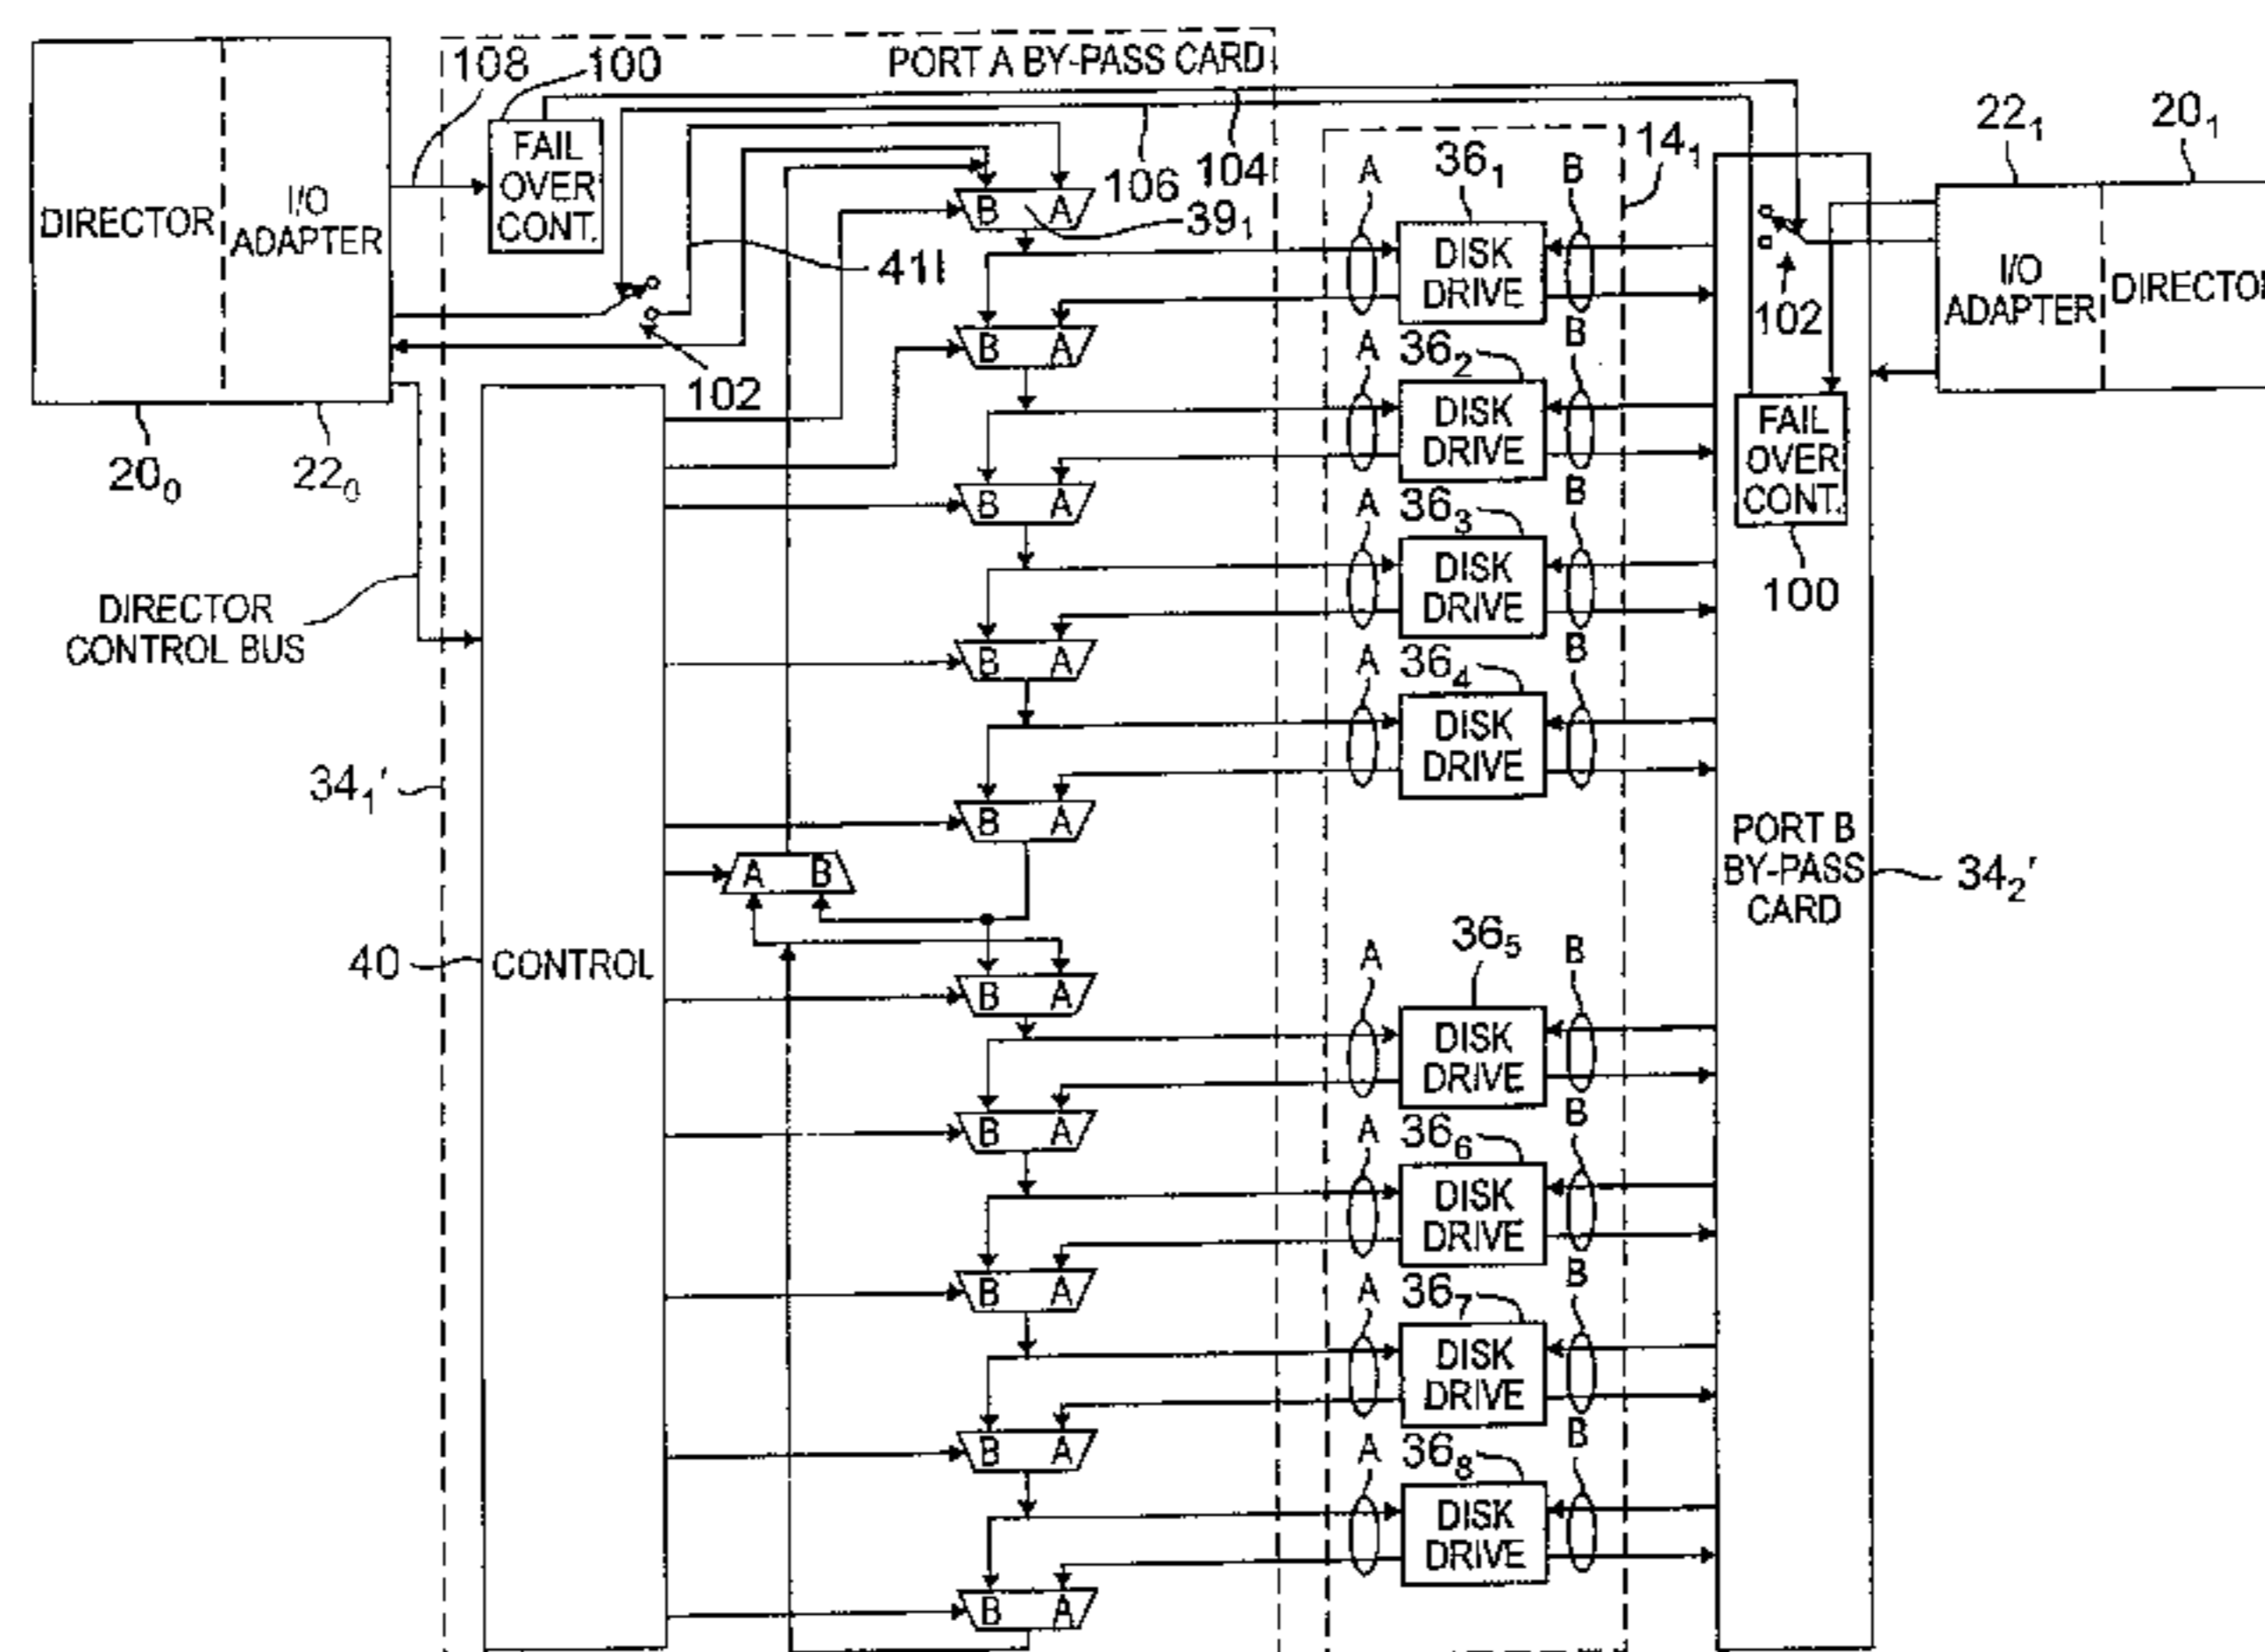 PORT A BY-PASS CARD
108
100
FAIL
OVER
CONT.
DIRECTOR
I/O
ADAPTER
20₀
22₀
DIRECTOR
CONTROL BUS
34₁′
40
CONTROL
102
411
106
104
39₁
B A
B A
B A
B A
B A
A B
B A
B A
B A
B A
B A
14₁
A
36₁
B
DISK
DRIVE
A
36₂
B
DISK
DRIVE
A
36₃
B
DISK
DRIVE
A
36₄
B
DISK
DRIVE
A
36₅
B
DISK
DRIVE
A
36₆
B
DISK
DRIVE
A
36₇
B
DISK
DRIVE
A
36₈
B
DISK
DRIVE
102
FAIL
OVER
CONT.
100
PORT B
BY-PASS
CARD
34₂′
22₁
20₁
I/O
ADAPTER
DIRECTO